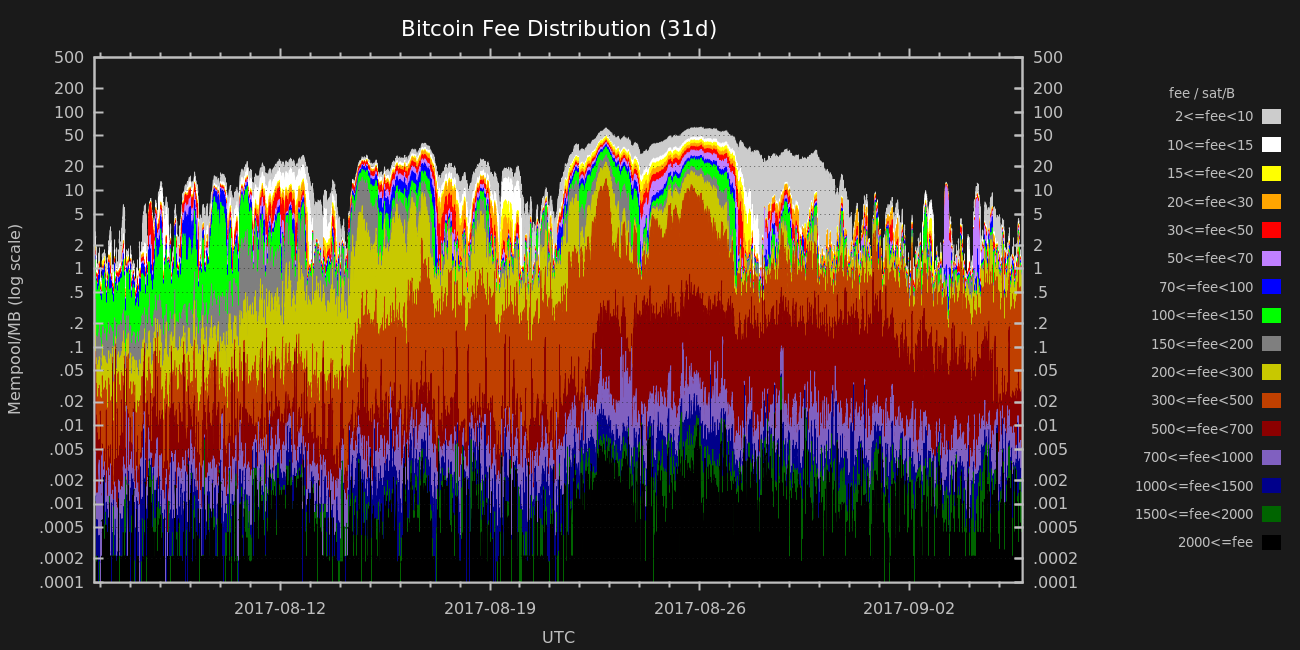 Bitcoin Fee Distribution (31d)
500 500
200 200
100 100
50 50
20 20
10 10
5 5
2 2
1 1
.5 .5
.2 .2
.1 .1
.05 .05
.02 .02
.01 .01
.005 .005
.002 .002
.001 .001
.0005 .0005
.0002 .0002
.0001 .0001
Mempool/MB (log scale)
2017-08-12 2017-08-19 2017-08-26 2017-09-02
UTC
fee / sat/B
2<=fee<10
10<=fee<15
15<=fee<20
20<=fee<30
30<=fee<50
50<=fee<70
70<=fee<100
100<=fee<150
150<=fee<200
200<=fee<300
300<=fee<500
500<=fee<700
700<=fee<1000
1000<=fee<1500
1500<=fee<2000
2000<=fee